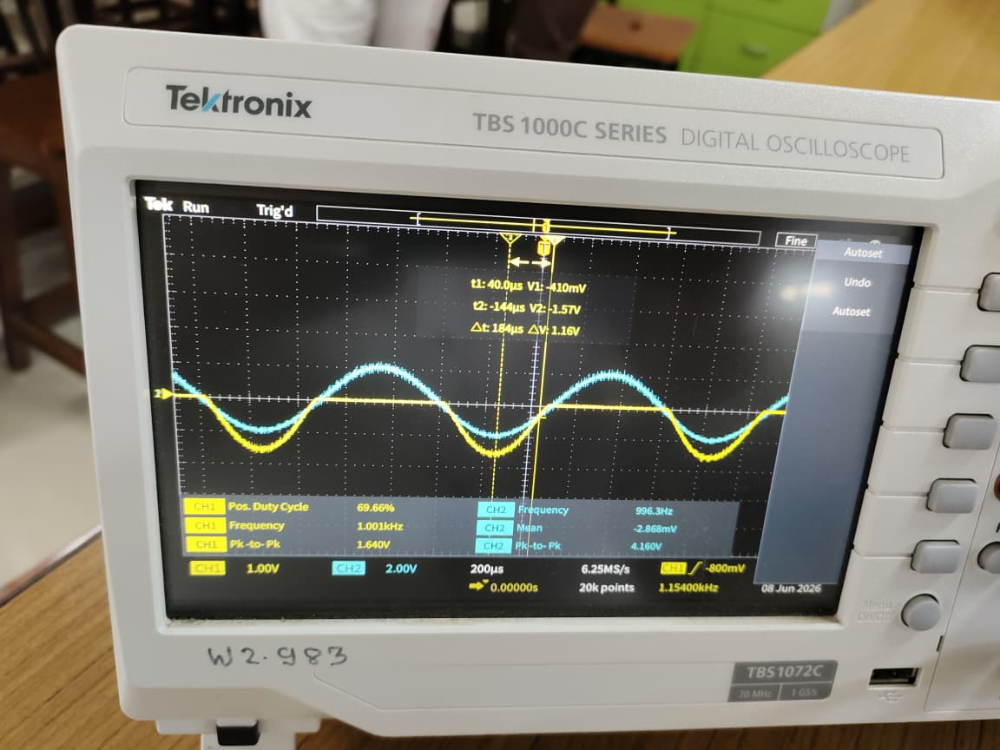 Tektronix
TBS 1000C SERIES DIGITAL OSCILLOSCOPE
Tek Run Trig'd
Fine
Autoset
Undo
Autoset
t1: 40.0µs V1: -410mV
t2: -144µs V2: -1.57V
Δt: 184µs ΔV: 1.16V
2
CH1 Pos. Duty Cycle 69.66% CH2 Frequency 996.3Hz
CH1 Frequency 1.001kHz CH2 Mean -2.868mV
CH1 Pk-to-Pk 1.640V CH2 Pk-to-Pk 4.160V
CH1 1.00V CH2 2.00V 200µs 6.25MS/s CH1 -800mV
0.00000s 20k points 1.15400kHz 08 Jun 2026
Menu
On/Off
W2.983
TBS1072C
70 MHz 1 GS/s